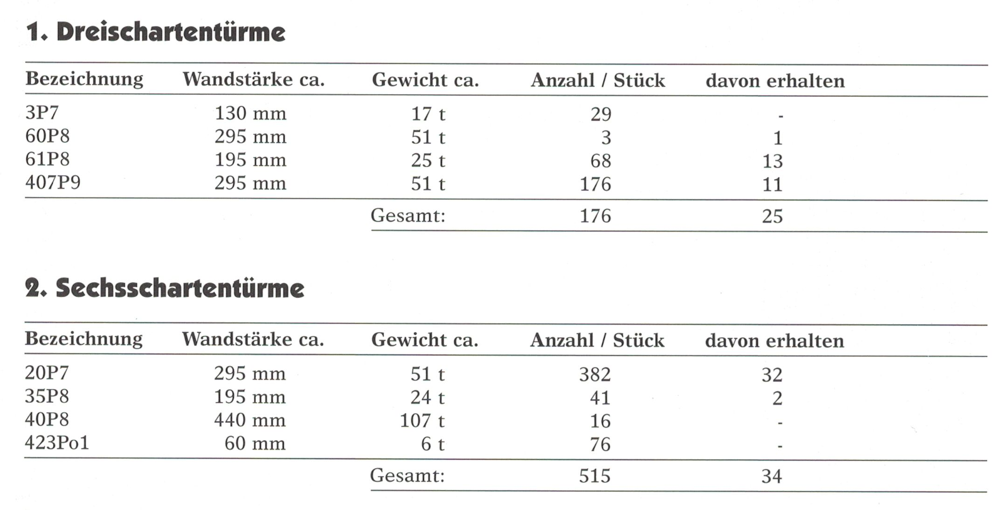 1. Dreischartentürme
Bezeichnung Wandstärke ca. Gewicht ca. Anzahl / Stück davon erhalten
3P7 130 mm 17 t 29 -
60P8 295 mm 51 t 3 1
61P8 195 mm 25 t 68 13
407P9 295 mm 51 t 176 11
Gesamt: 176 25
2. Sechsschartentürme
Bezeichnung Wandstärke ca. Gewicht ca. Anzahl / Stück davon erhalten
20P7 295 mm 51 t 382 32
35P8 195 mm 24 t 41 2
40P8 440 mm 107 t 16 -
423Po1 60 mm 6 t 76 -
Gesamt: 515 34